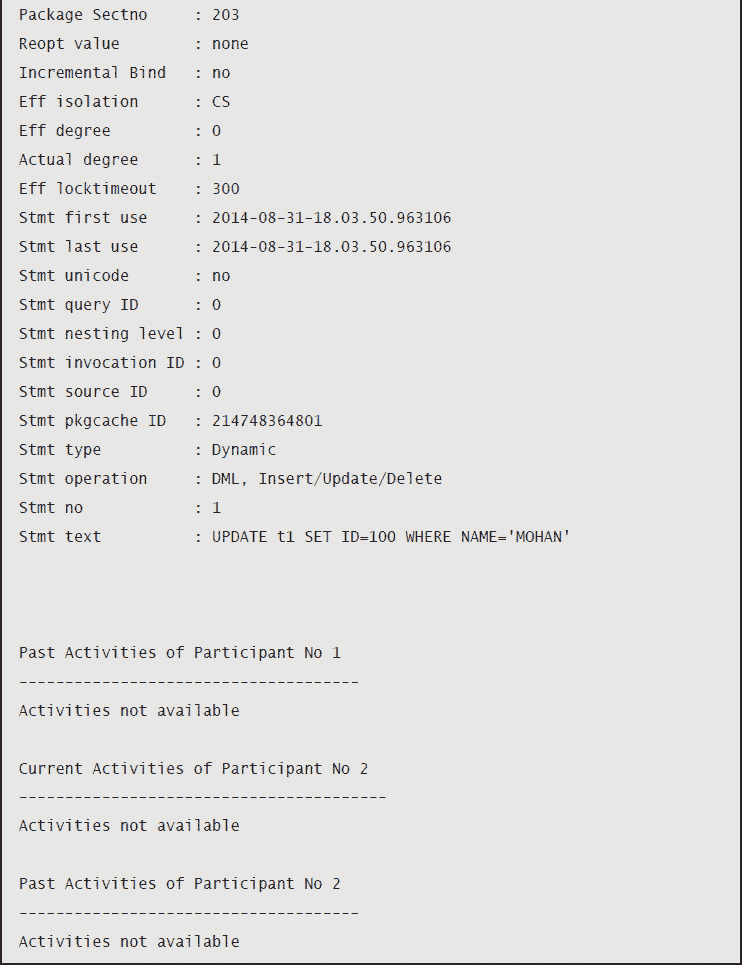 Package Sectno : 203
Reopt value : none
Incremental Bind : no
Eff isolation : CS
Eff degree : 0
Actual degree : 1
Eff locktimeout : 300
Stmt first use : 2014-08-31-18.03.50.963106
Stmt last use : 2014-08-31-18.03.50.963106
Stmt unicode : no
Stmt query ID : 0
Stmt nesting level : 0
Stmt invocation ID : 0
Stmt source ID : 0
Stmt pkgcache ID : 214748364801
Stmt type : Dynamic
Stmt operation : DML, Insert/Update/Delete
Stmt no : 1
Stmt text : UPDATE t1 SET ID=100 WHERE NAME='MOHAN'
Past Activities of Participant No 1
-------------------------------------
Activities not available
Current Activities of Participant No 2
----------------------------------------
Activities not available
Past Activities of Participant No 2
-------------------------------------
Activities not available